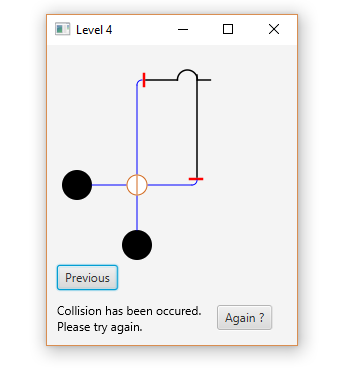 Level 4
Previous
Collision has been occured.
Please try again.
Again ?